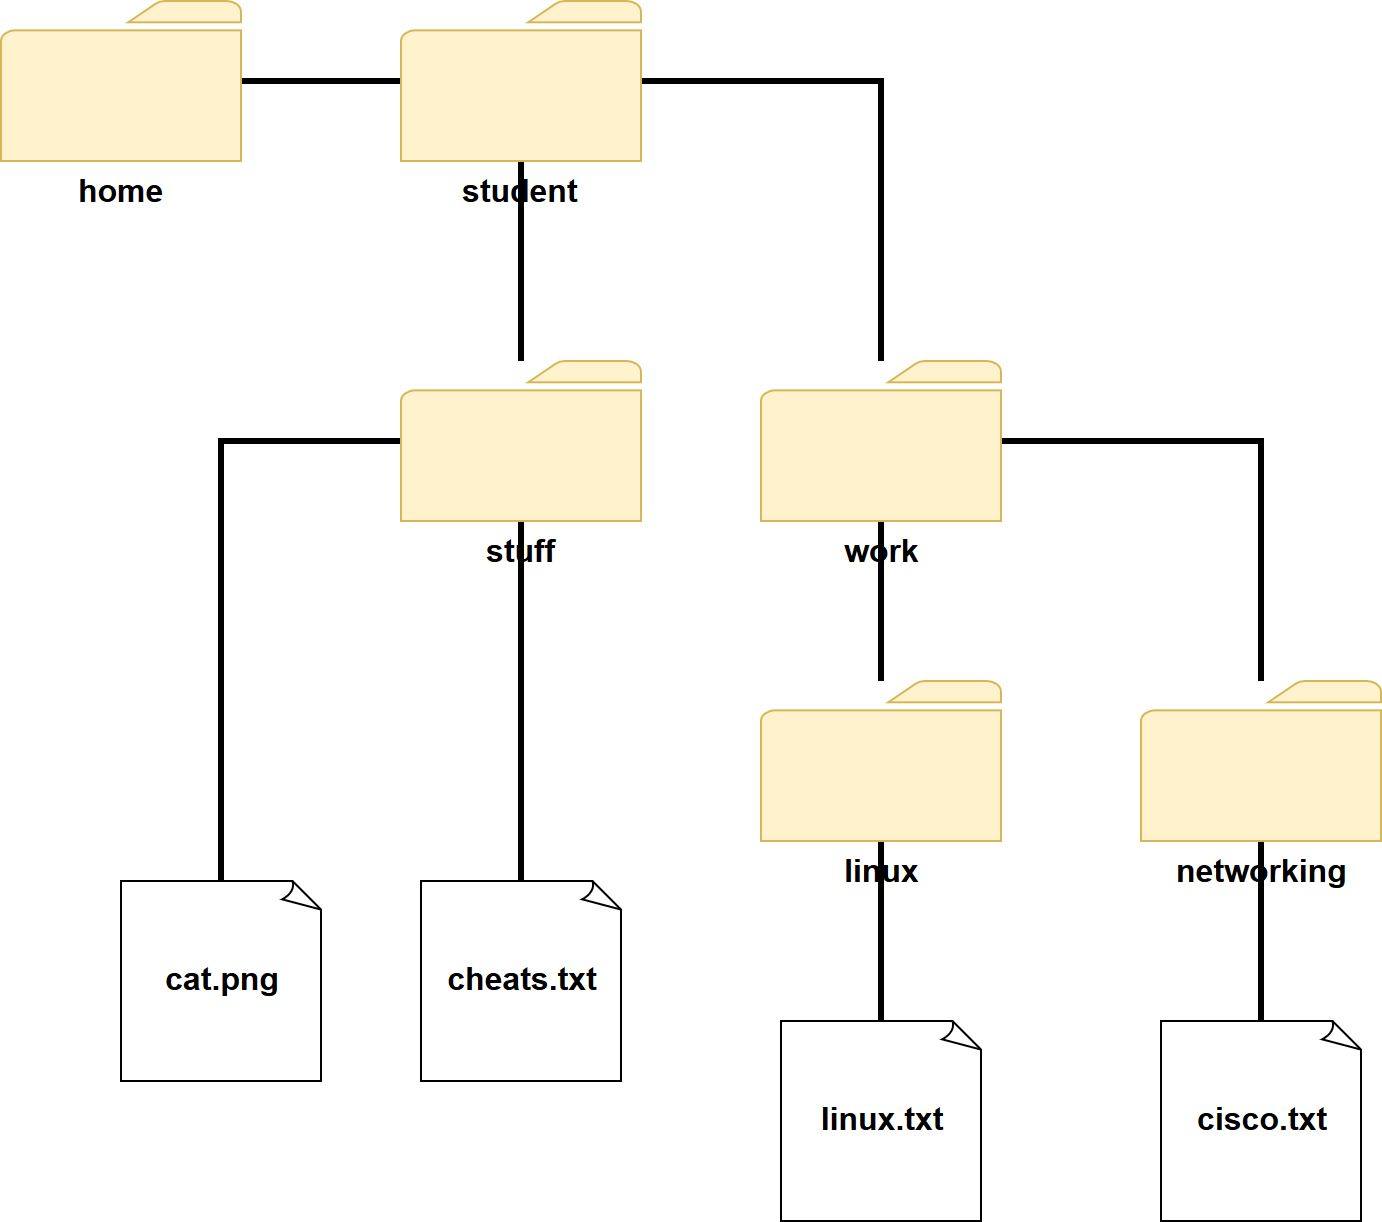 home
student
stuff
work
linux
networking
cat.png
cheats.txt
linux.txt
cisco.txt